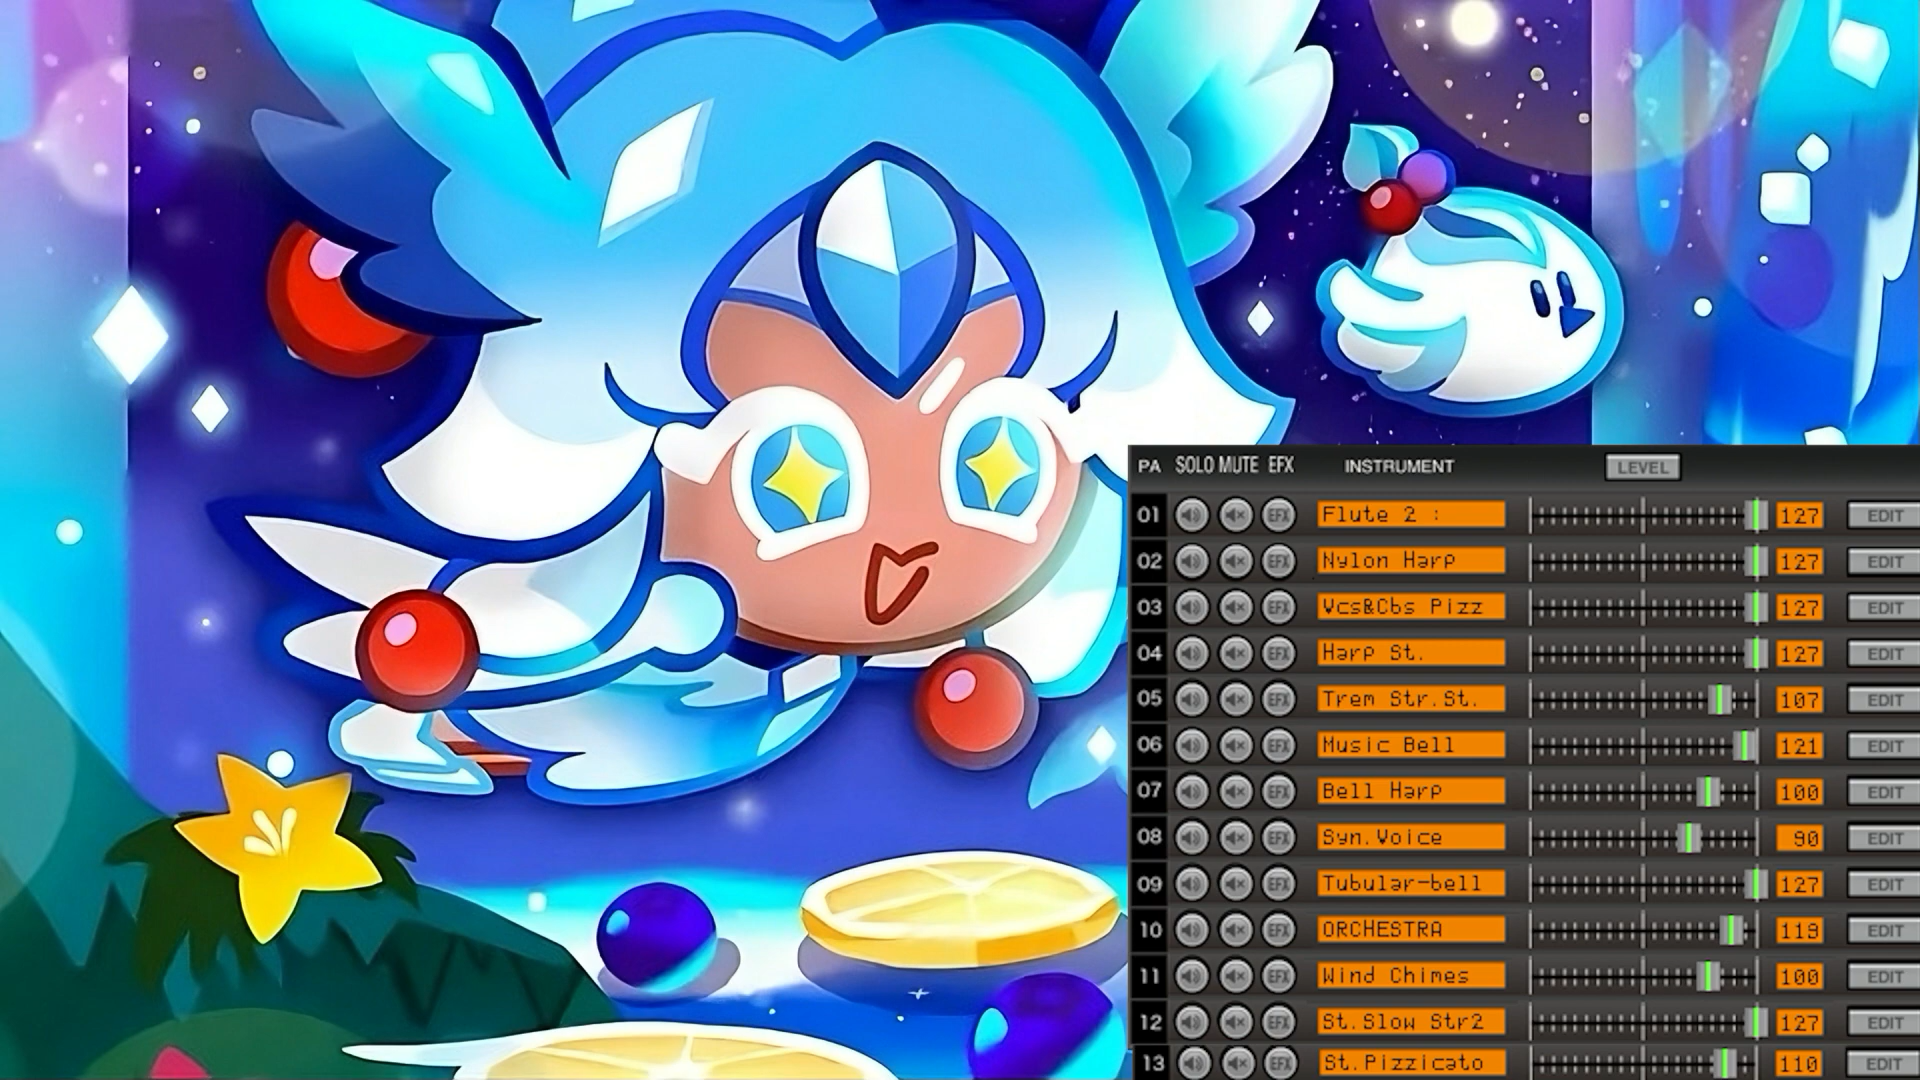 PA SOLO MUTE EFX INSTRUMENT LEVEL
01 EFX Flute 2 : 127 EDIT
02 EFX Nylon Harp 127 EDIT
03 EFX Vcs&Cbs Pizz 127 EDIT
04 EFX Harp St. 127 EDIT
05 EFX Trem Str.St. 107 EDIT
06 EFX Music Bell 121 EDIT
07 EFX Bell Harp 100 EDIT
08 EFX Syn.Voice 90 EDIT
09 EFX Tubular-bell 127 EDIT
10 EFX ORCHESTRA 119 EDIT
11 EFX Wind Chimes 100 EDIT
12 EFX St.Slow Str2 127 EDIT
13 EFX St.Pizzicato 110 EDIT